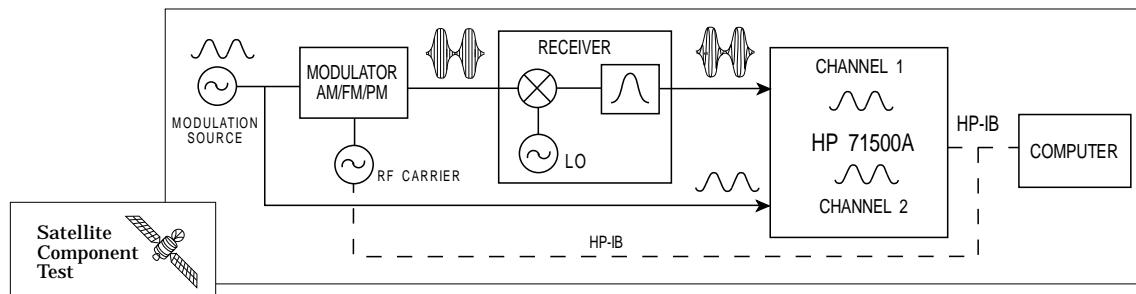 MODULATION
SOURCE
MODULATOR
AM/FM/PM
RF CARRIER
RECEIVER
LO
CHANNEL 1
HP 71500A
CHANNEL 2
HP-IB
COMPUTER
HP-IB
Satellite
Component
Test